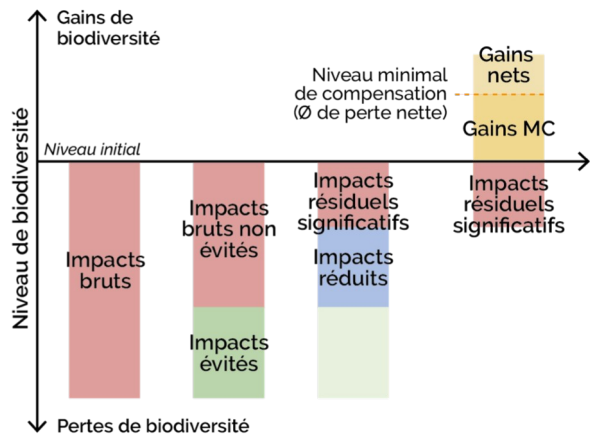 Gains de
biodiversité
Niveau de biodiversité
Niveau initial
Niveau minimal
de compensation
(Ø de perte nette)
Gains
nets
Gains MC
Impacts
bruts
Impacts
bruts non
évités
Impacts
évités
Impacts
résiduels
significatifs
Impacts
réduits
Impacts
résiduels
significatifs
Pertes de biodiversité